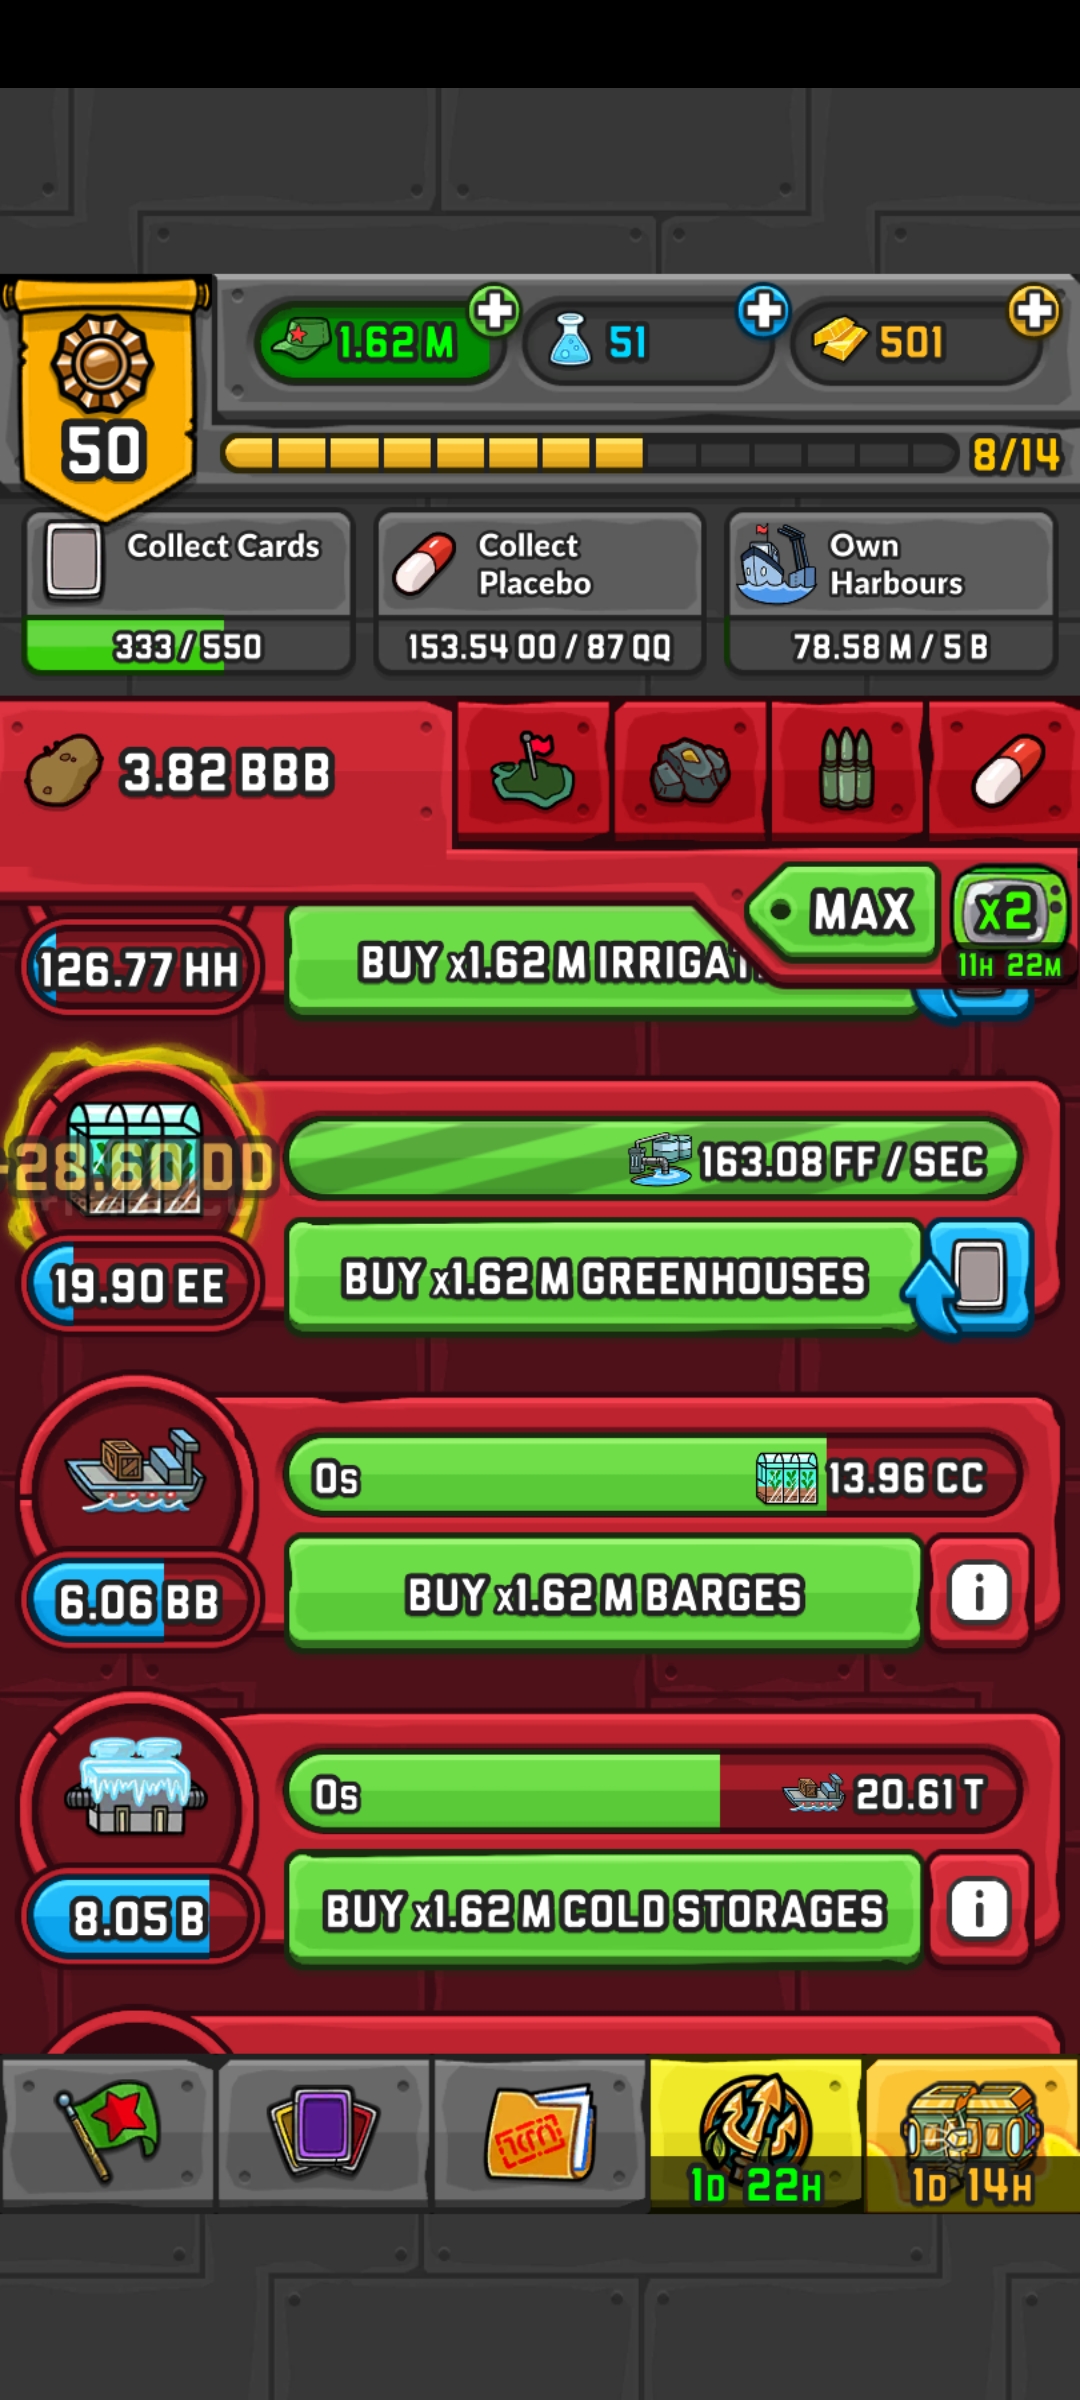 1.62 M
51
501
50
8/14
Collect Cards
333 / 550
Collect
Placebo
153.54 OO / 87 QQ
Own
Harbours
78.58 M / 5 B
3.82 BBB
MAX
x2
11H 22M
126.77 HH
BUY x1.62 M IRRIGAT
-28.60 DD
163.08 FF / SEC
19.90 EE
BUY x1.62 M GREENHOUSES
0s
13.96 CC
6.06 BB
BUY x1.62 M BARGES
i
0s
20.61 T
8.05 B
BUY x1.62 M COLD STORAGES
i
1D 22H
1D 14H